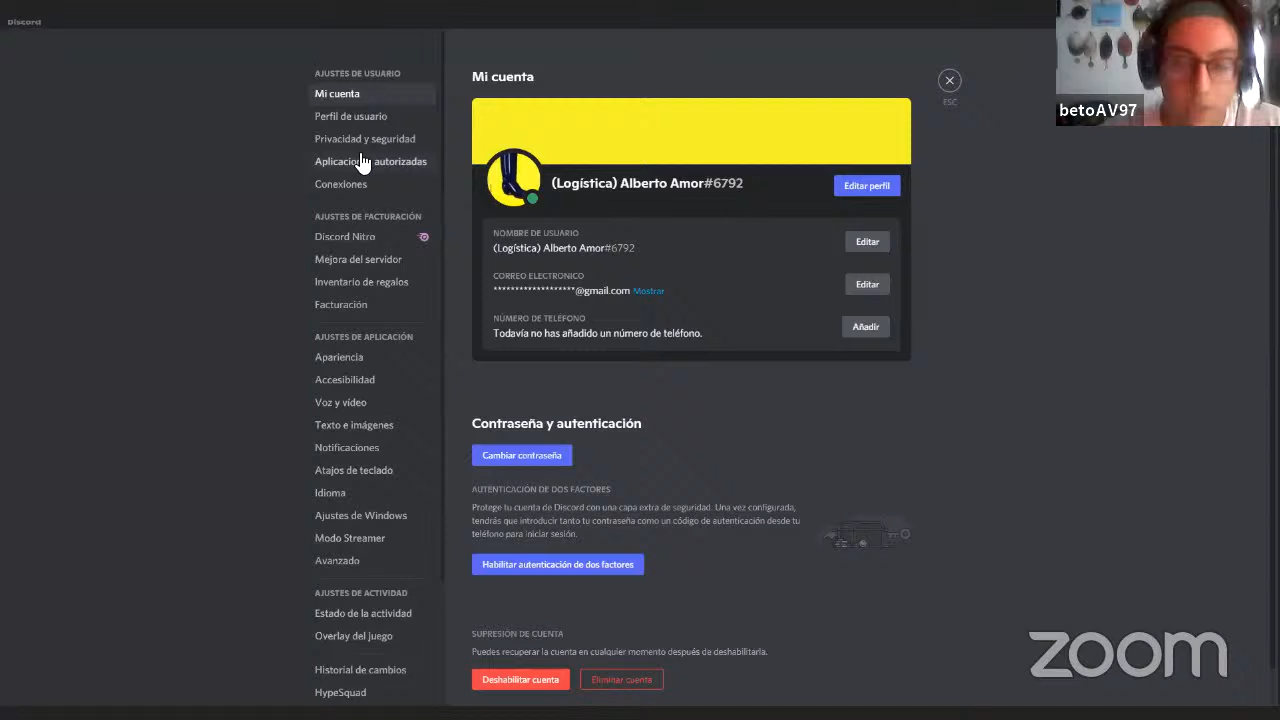 Discord
betoAV97
AJUSTES DE USUARIO
Mi cuenta
Perfil de usuario
Privacidad y seguridad
Aplicaciones autorizadas
Conexiones
AJUSTES DE FACTURACIÓN
Discord Nitro
Mejora del servidor
Inventario de regalos
Facturación
AJUSTES DE APLICACIÓN
Apariencia
Accesibilidad
Voz y vídeo
Texto e imágenes
Notificaciones
Atajos de teclado
Idioma
Ajustes de Windows
Modo Streamer
Avanzado
AJUSTES DE ACTIVIDAD
Estado de la actividad
Overlay del juego
Historial de cambios
HypeSquad
Mi cuenta
ESC
(Logística) Alberto Amor#6792
Editar perfil
NOMBRE DE USUARIO
(Logística) Alberto Amor#6792
Editar
CORREO ELECTRÓNICO
*******************@gmail.com Mostrar
Editar
NÚMERO DE TELÉFONO
Todavía no has añadido un número de teléfono.
Añadir
Contraseña y autenticación
Cambiar contraseña
AUTENTICACIÓN DE DOS FACTORES
Protege tu cuenta de Discord con una capa extra de seguridad. Una vez configurada,
tendrás que introducir tanto tu contraseña como un código de autenticación desde tu
teléfono para iniciar sesión.
Habilitar autenticación de dos factores
SUPRESIÓN DE CUENTA
Puedes recuperar la cuenta en cualquier momento después de deshabilitarla.
Deshabilitar cuenta
Eliminar cuenta
zoom